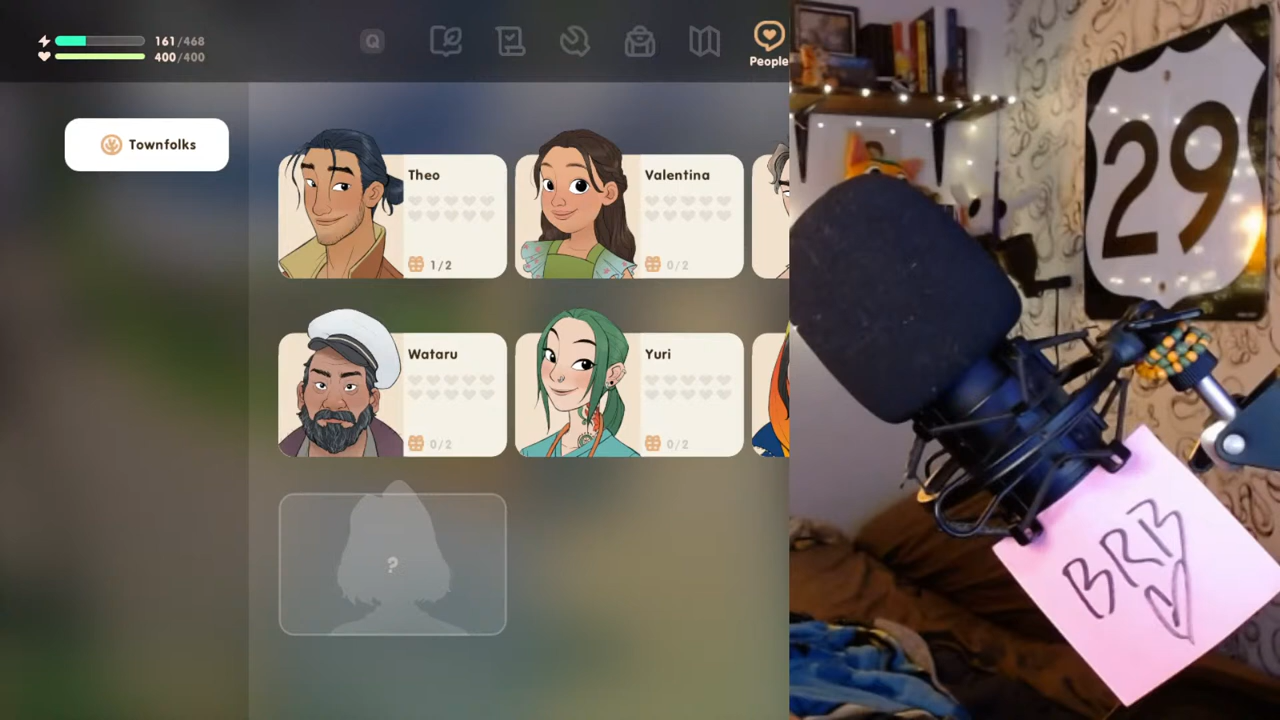 161/468
400/400
Q
People
Townfolks
Theo
1/2
Valentina
0/2
Wataru
0/2
Yuri
0/2
?
29
BRB